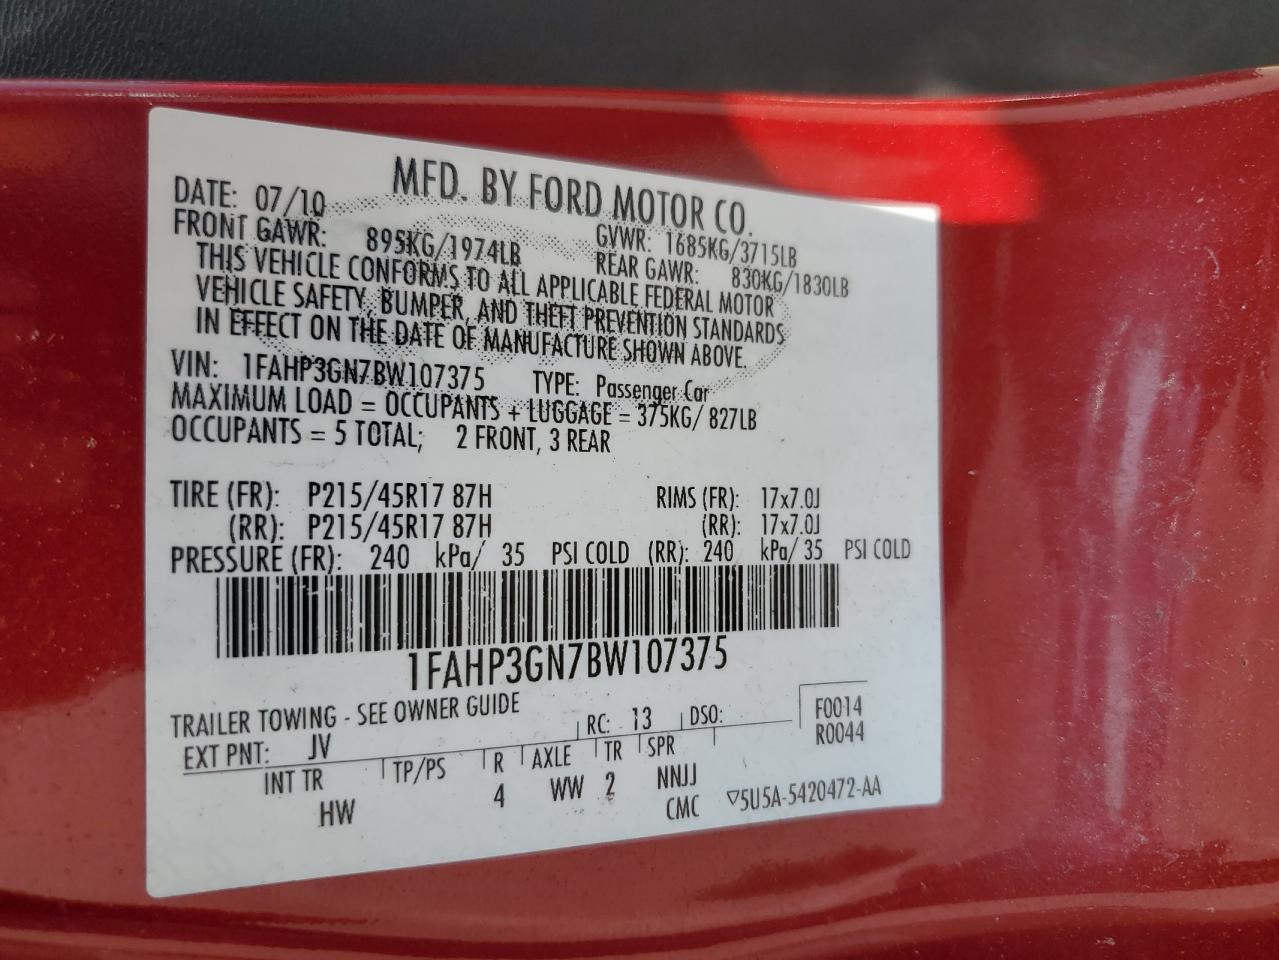 MFD. BY FORD MOTOR CO.
DATE: 07/10 GVWR: 1685KG/3715LB
FRONT GAWR: 895KG/1974LB REAR GAWR: 830KG/1830LB
THIS VEHICLE CONFORMS TO ALL APPLICABLE FEDERAL MOTOR
VEHICLE SAFETY, BUMPER, AND THEFT PREVENTION STANDARDS
IN EFFECT ON THE DATE OF MANUFACTURE SHOWN ABOVE.
VIN: 1FAHP3GN7BW107375 TYPE: Passenger Car
MAXIMUM LOAD = OCCUPANTS + LUGGAGE = 375KG/ 827LB
OCCUPANTS = 5 TOTAL; 2 FRONT, 3 REAR
TIRE (FR): P215/45R17 87H RIMS (FR): 17x7.0J
(RR): P215/45R17 87H (RR): 17x7.0J
PRESSURE (FR): 240 kPa/ 35 PSI COLD (RR): 240 kPa/ 35 PSI COLD
1FAHP3GN7BW107375
TRAILER TOWING - SEE OWNER GUIDE
EXT PNT: JV RC: 13 DSO: F0014
R0044
INT TR TP/PS R AXLE TR SPR
HW 4 WW 2 NNJJ
CMC ▽5U5A-5420472-AA